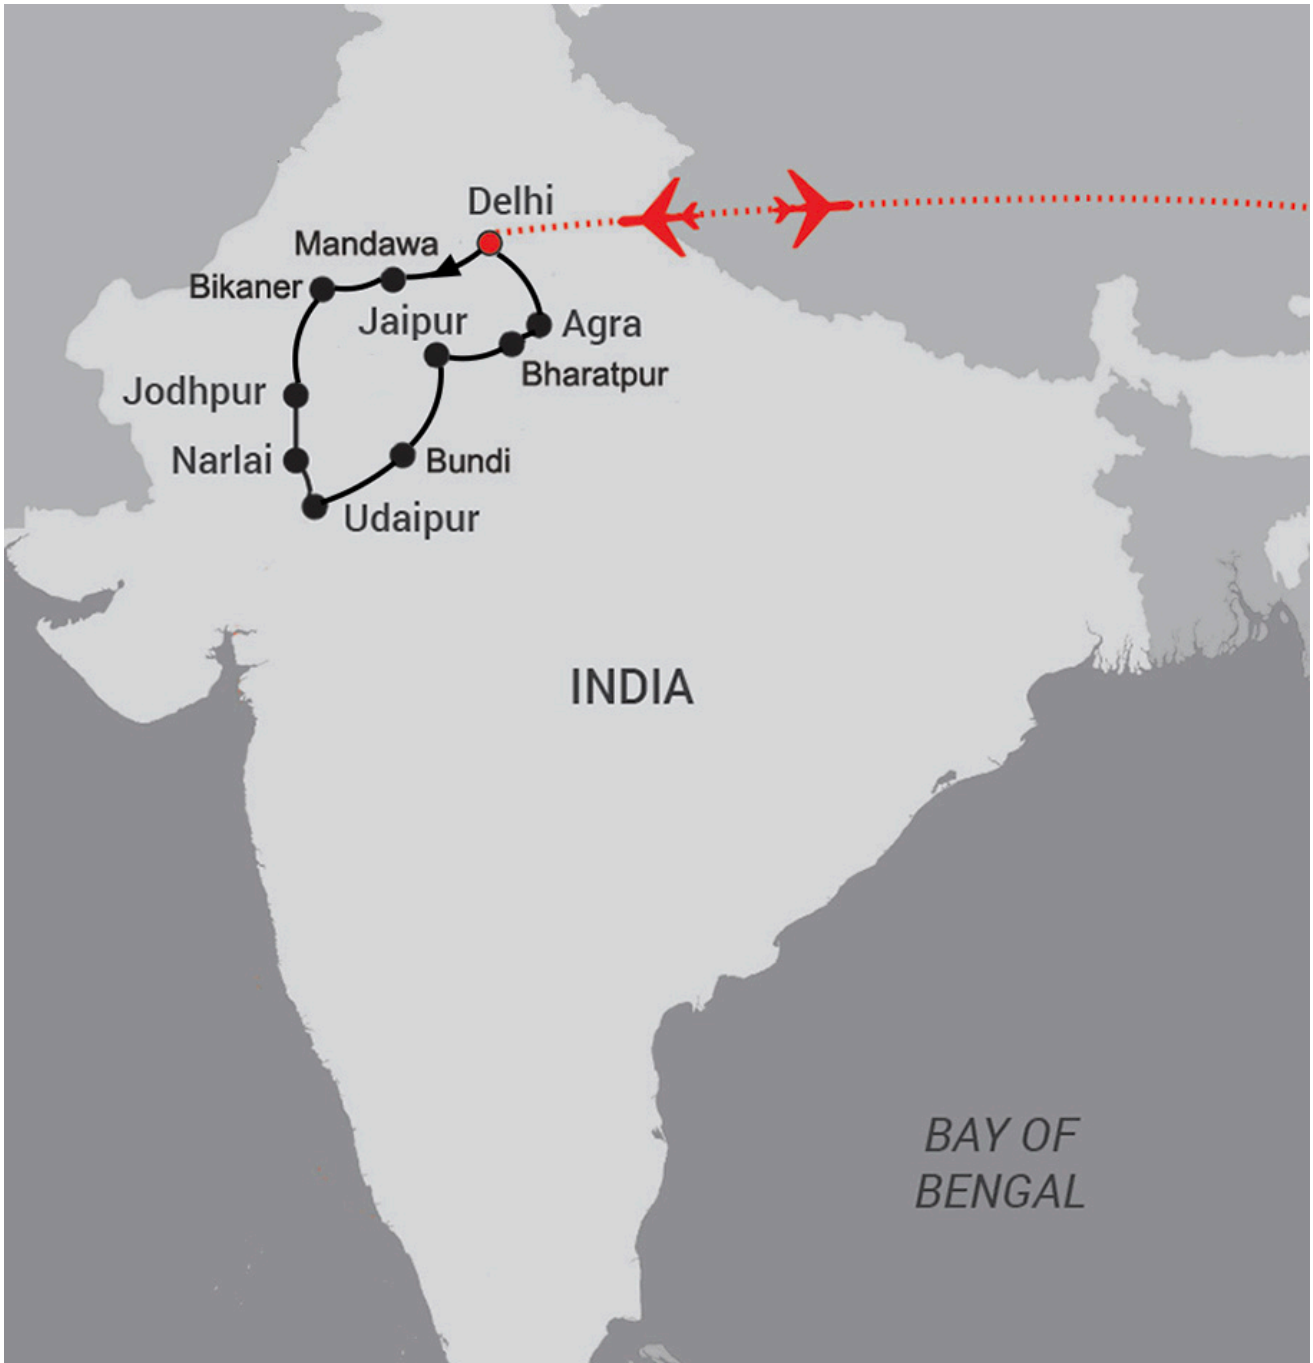 Delhi
Mandawa
Bikaner
Jaipur
Agra
Bharatpur
Jodhpur
Narlai
Bundi
Udaipur
INDIA
BAY OF
BENGAL